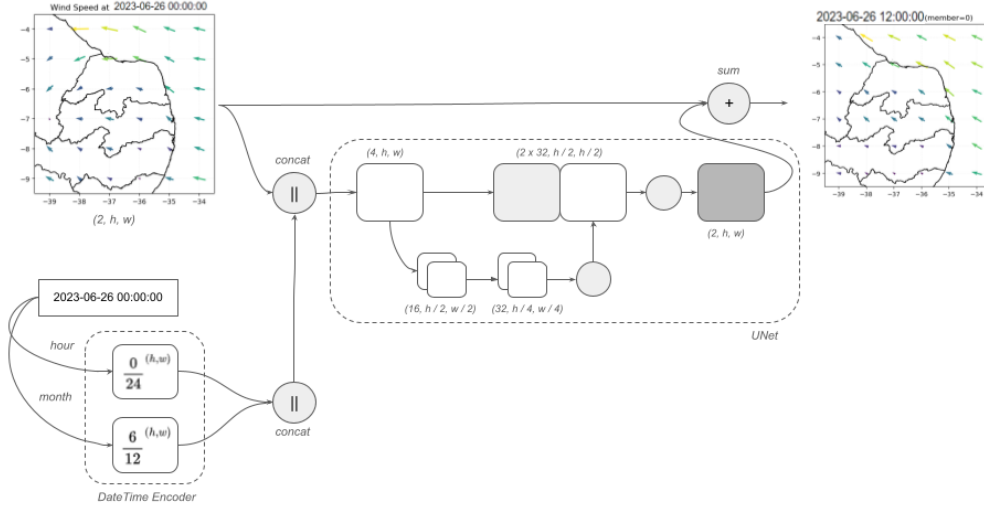 Wind Speed at 2023-06-26 00:00:00
−4
−5
−6
−7
−8
−9
−39 −38 −37 −36 −35 −34
(2, h, w)
2023-06-26 12:00:00(member=0)
−4
−5
−6
−7
−8
−9
−39 −38 −37 −36 −35 −34
sum
+
concat
||
(4, h, w)
(2 x 32, h / 2, h / 2)
(2, h, w)
(16, h / 2, w / 2)
(32, h / 4, w / 4)
UNet
2023-06-26 00:00:00
hour
month
0/24 (h,w)
6/12 (h,w)
||
concat
DateTime Encoder